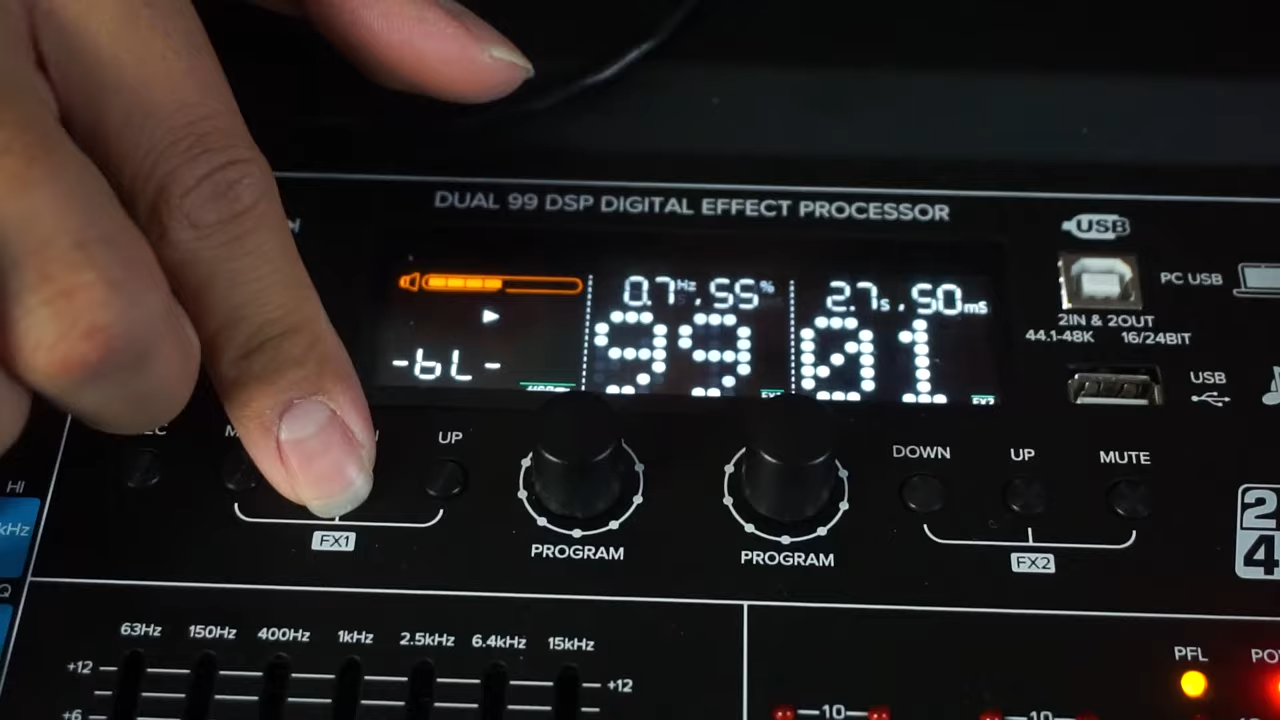 DUAL 99 DSP DIGITAL EFFECT PROCESSOR
USB
PC USB
2IN & 2OUT
44.1-48K 16/24BIT
USB
0.7Hz.55%
2.7s.50mS
-bL-
99
01
FX2
UP
DOWN
UP
MUTE
FX1
PROGRAM
PROGRAM
FX2
24
HI
kHz
63Hz 150Hz 400Hz 1kHz 2.5kHz 6.4kHz 15kHz
+12
+12
+6
PFL
10
10